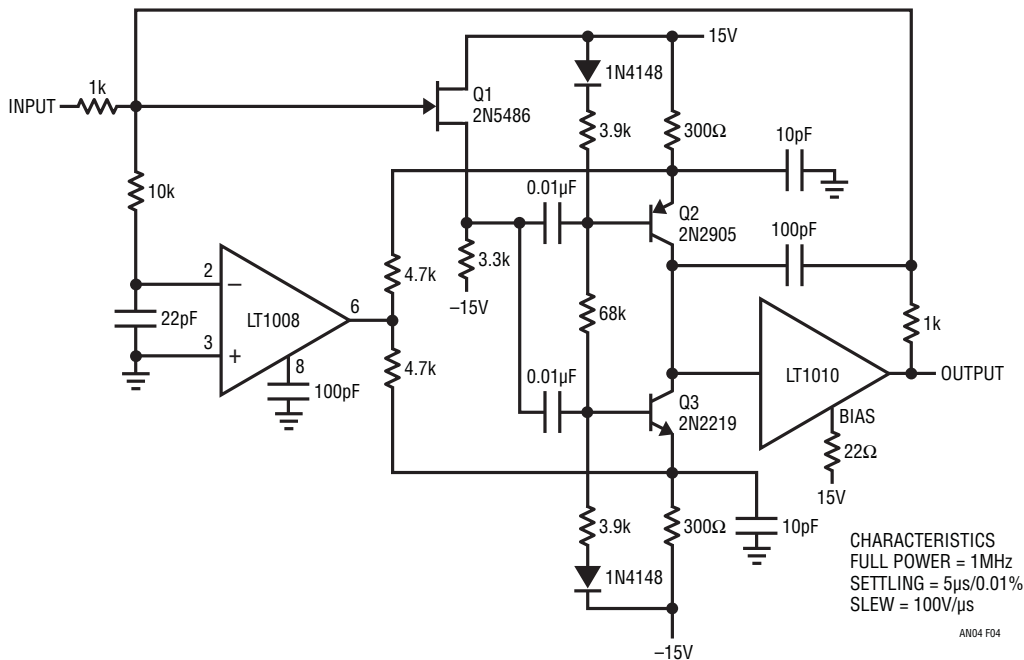 15V
1k
INPUT
Q1
2N5486
1N4148
3.9k
300Ω
10pF
10k
0.01µF
Q2
2N2905
100pF
3.3k
–15V
4.7k
2
–
22pF
LT1008
6
68k
1k
3
+
8
100pF
4.7k
0.01µF
LT1010
OUTPUT
Q3
2N2219
BIAS
22Ω
15V
3.9k
300Ω
10pF
1N4148
–15V
CHARACTERISTICS
FULL POWER = 1MHz
SETTLING = 5µs/0.01%
SLEW = 100V/µs
AN04 F04